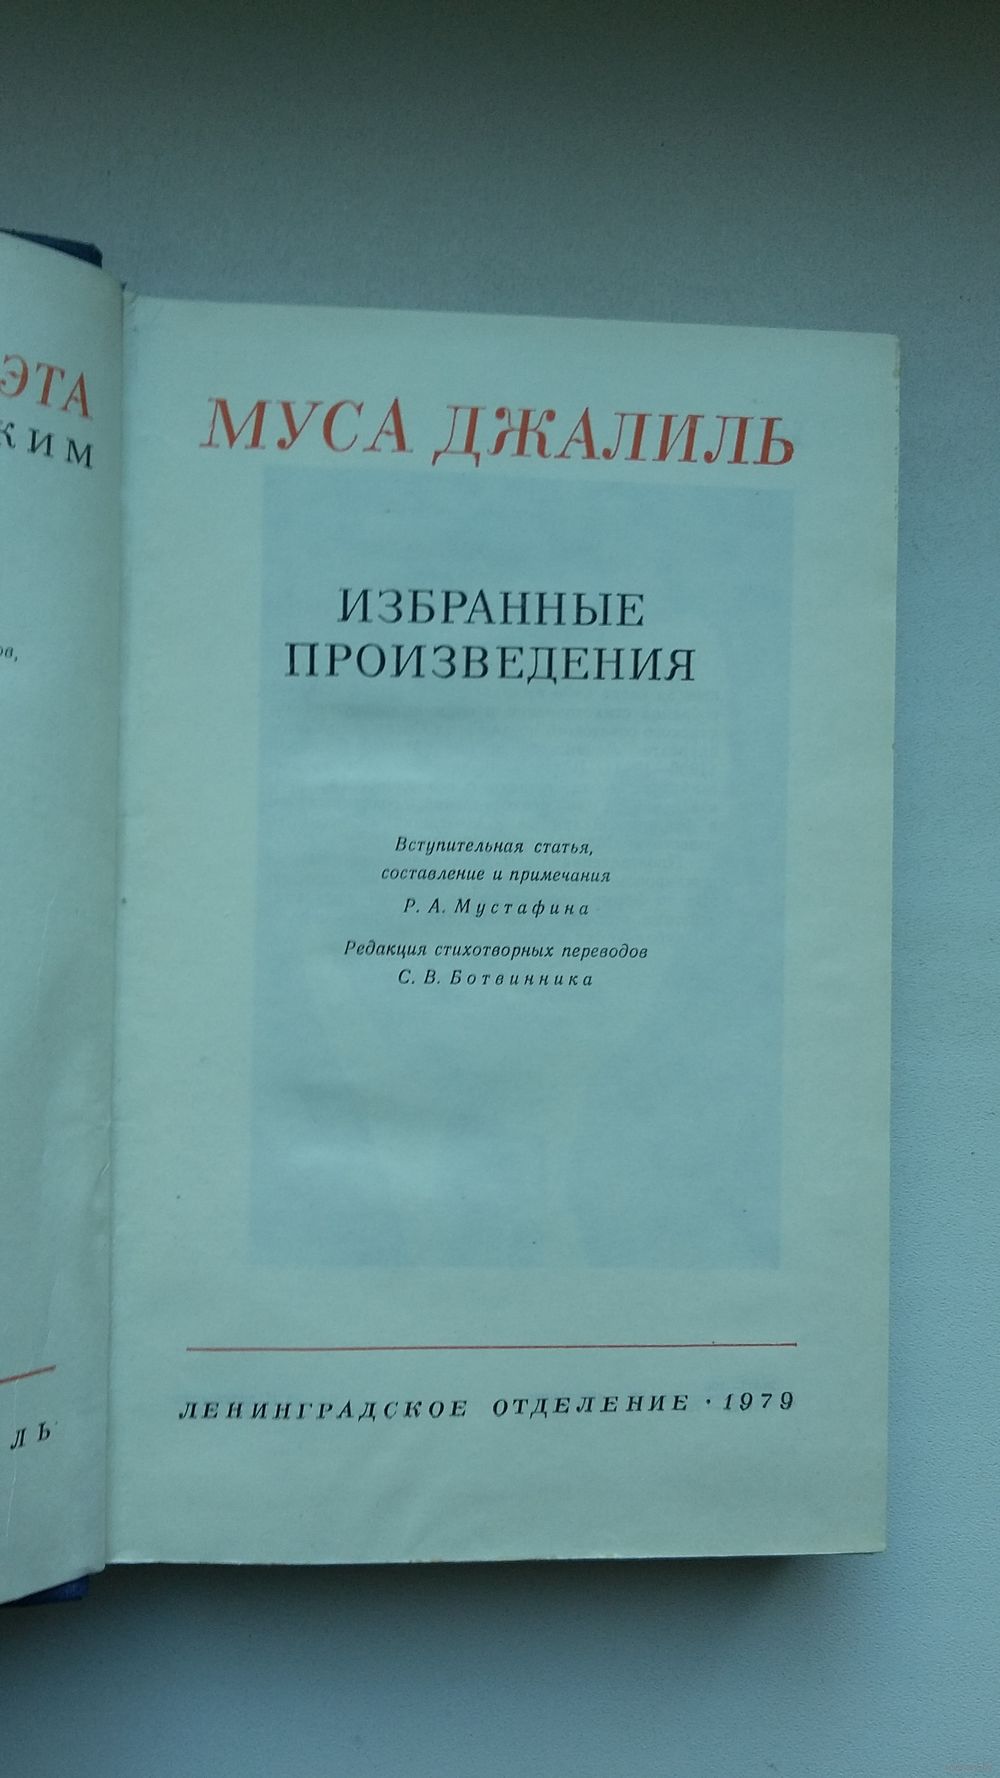 ЭТА
КИМ
ов,
ЛЬ
МУСА ДЖАЛИЛЬ
ИЗБРАННЫЕ
ПРОИЗВЕДЕНИЯ
Вступительная статья,
составление и примечания
Р. А. Мустафина
Редакция стихотворных переводов
С. В. Ботвинника
ЛЕНИНГРАДСКОЕ ОТДЕЛЕНИЕ · 1979